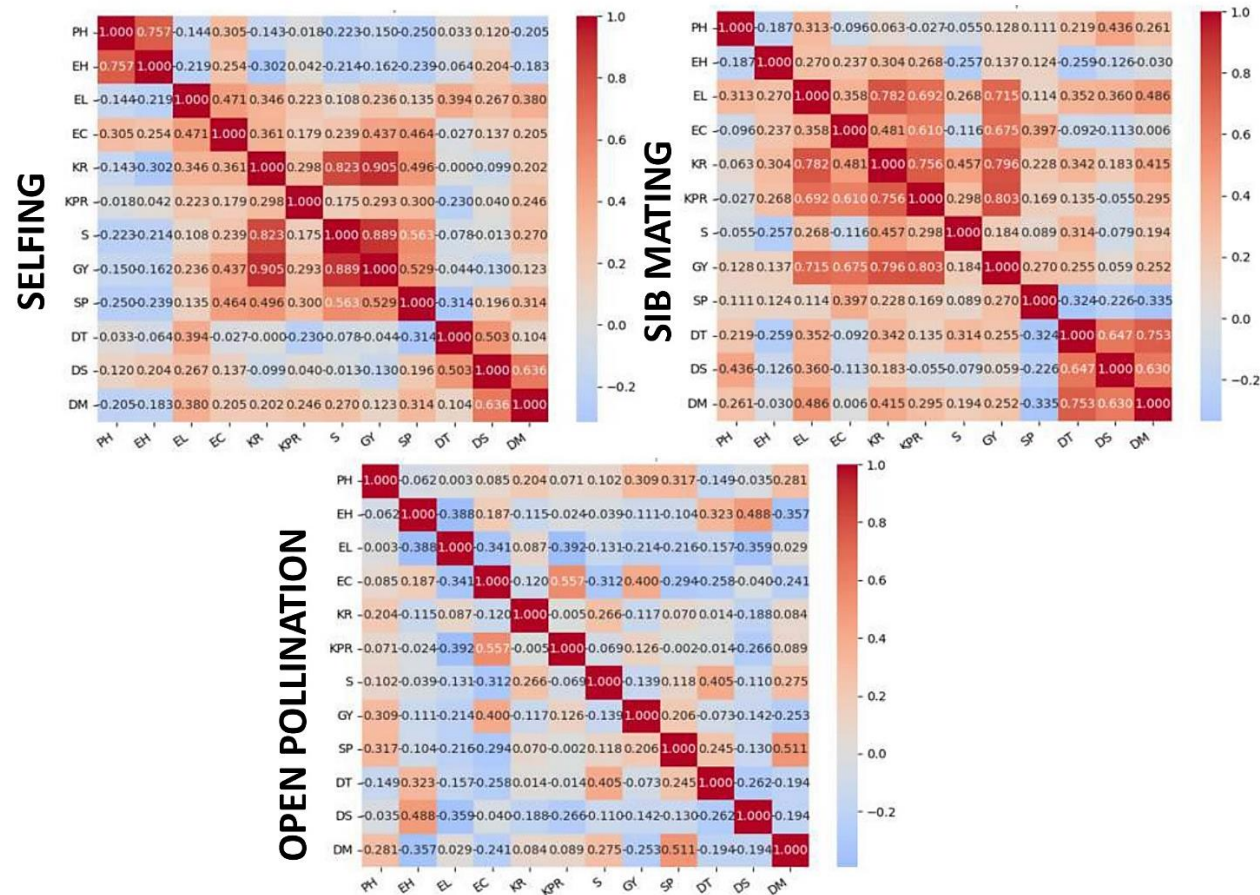 SELFING
PH 1.000 0.757 -0.144 0.305 -0.143 -0.018 -0.223 -0.150 -0.250 0.033 0.120 -0.205
EH 0.757 1.000 -0.219 0.254 -0.302 0.042 -0.214 -0.162 -0.239 -0.064 0.204 -0.183
EL -0.144 -0.219 1.000 0.471 0.346 0.223 0.108 0.236 0.135 0.394 0.267 0.380
EC 0.305 0.254 0.471 1.000 0.361 0.179 0.239 0.437 0.464 -0.027 0.137 0.205
KR -0.143 -0.302 0.346 0.361 1.000 0.298 0.823 0.905 0.496 -0.000 -0.099 0.202
KPR -0.018 0.042 0.223 0.179 0.298 1.000 0.175 0.293 0.300 -0.230 0.040 0.246
S -0.223 -0.214 0.108 0.239 0.823 0.175 1.000 0.889 0.563 -0.078 -0.013 0.270
GY -0.150 -0.162 0.236 0.437 0.905 0.293 0.889 1.000 0.529 -0.044 -0.130 0.123
SP -0.250 -0.239 0.135 0.464 0.496 0.300 0.563 0.529 1.000 -0.314 0.196 0.314
DT 0.033 -0.064 0.394 -0.027 -0.000 -0.230 -0.078 -0.044 -0.314 1.000 0.503 0.104
DS 0.120 0.204 0.267 0.137 -0.099 0.040 -0.013 -0.130 0.196 0.503 1.000 0.636
DM -0.205 -0.183 0.380 0.205 0.202 0.246 0.270 0.123 0.314 0.104 0.636 1.000
PH EH EL EC KR KPR S GY SP DT DS DM
1.0
0.8
0.6
0.4
0.2
0.0
−0.2
SIB MATING
PH 1.000 -0.187 0.313 -0.096 0.063 -0.027 -0.055 0.128 0.111 0.219 0.436 0.261
EH -0.187 1.000 0.270 0.237 0.304 0.268 -0.257 0.137 0.124 -0.259 -0.126 -0.030
EL 0.313 0.270 1.000 0.358 0.782 0.692 0.268 0.715 0.114 0.352 0.360 0.486
EC -0.096 0.237 0.358 1.000 0.481 0.610 -0.116 0.675 0.397 -0.092 -0.113 0.006
KR 0.063 0.304 0.782 0.481 1.000 0.756 0.457 0.796 0.228 0.342 0.183 0.415
KPR -0.027 0.268 0.692 0.610 0.756 1.000 0.298 0.803 0.169 0.135 -0.055 0.295
S -0.055 -0.257 0.268 -0.116 0.457 0.298 1.000 0.184 0.089 0.314 -0.079 0.194
GY 0.128 0.137 0.715 0.675 0.796 0.803 0.184 1.000 0.270 0.255 0.059 0.252
SP 0.111 0.124 0.114 0.397 0.228 0.169 0.089 0.270 1.000 -0.324 -0.226 -0.335
DT 0.219 -0.259 0.352 -0.092 0.342 0.135 0.314 0.255 -0.324 1.000 0.647 0.753
DS 0.436 -0.126 0.360 -0.113 0.183 -0.055 -0.079 0.059 -0.226 0.647 1.000 0.630
DM 0.261 -0.030 0.486 0.006 0.415 0.295 0.194 0.252 -0.335 0.753 0.630 1.000
PH EH EL EC KR KPR S GY SP DT DS DM
1.0
0.8
0.6
0.4
0.2
0.0
−0.2
OPEN POLLINATION
PH 1.000 -0.062 0.003 0.085 0.204 0.071 0.102 0.309 0.317 -0.149 -0.035 0.281
EH -0.062 1.000 -0.388 0.187 -0.115 -0.024 -0.039 -0.111 -0.104 0.323 0.488 -0.357
EL 0.003 -0.388 1.000 -0.341 0.087 -0.392 -0.131 -0.214 -0.216 -0.157 -0.359 0.029
EC 0.085 0.187 -0.341 1.000 -0.120 0.557 -0.312 0.400 -0.294 -0.258 -0.040 -0.241
KR 0.204 -0.115 0.087 -0.120 1.000 -0.005 0.266 -0.117 0.070 0.014 -0.188 0.084
KPR 0.071 -0.024 -0.392 0.557 -0.005 1.000 -0.069 0.126 -0.002 -0.014 -0.266 0.089
S 0.102 -0.039 -0.131 -0.312 0.266 -0.069 1.000 -0.139 0.118 0.405 -0.110 0.275
GY 0.309 -0.111 -0.214 0.400 -0.117 0.126 -0.139 1.000 0.206 -0.073 -0.142 -0.253
SP 0.317 -0.104 -0.216 -0.294 0.070 -0.002 0.118 0.206 1.000 0.245 -0.130 0.511
DT -0.149 0.323 -0.157 -0.258 0.014 -0.014 0.405 -0.073 0.245 1.000 -0.262 -0.194
DS -0.035 0.488 -0.359 -0.040 -0.188 -0.266 -0.110 -0.142 -0.130 -0.262 1.000 -0.194
DM 0.281 -0.357 0.029 -0.241 0.084 0.089 0.275 -0.253 0.511 -0.194 -0.194 1.000
PH EH EL EC KR KPR S GY SP DT DS DM
1.0
0.8
0.6
0.4
0.2
0.0
−0.2